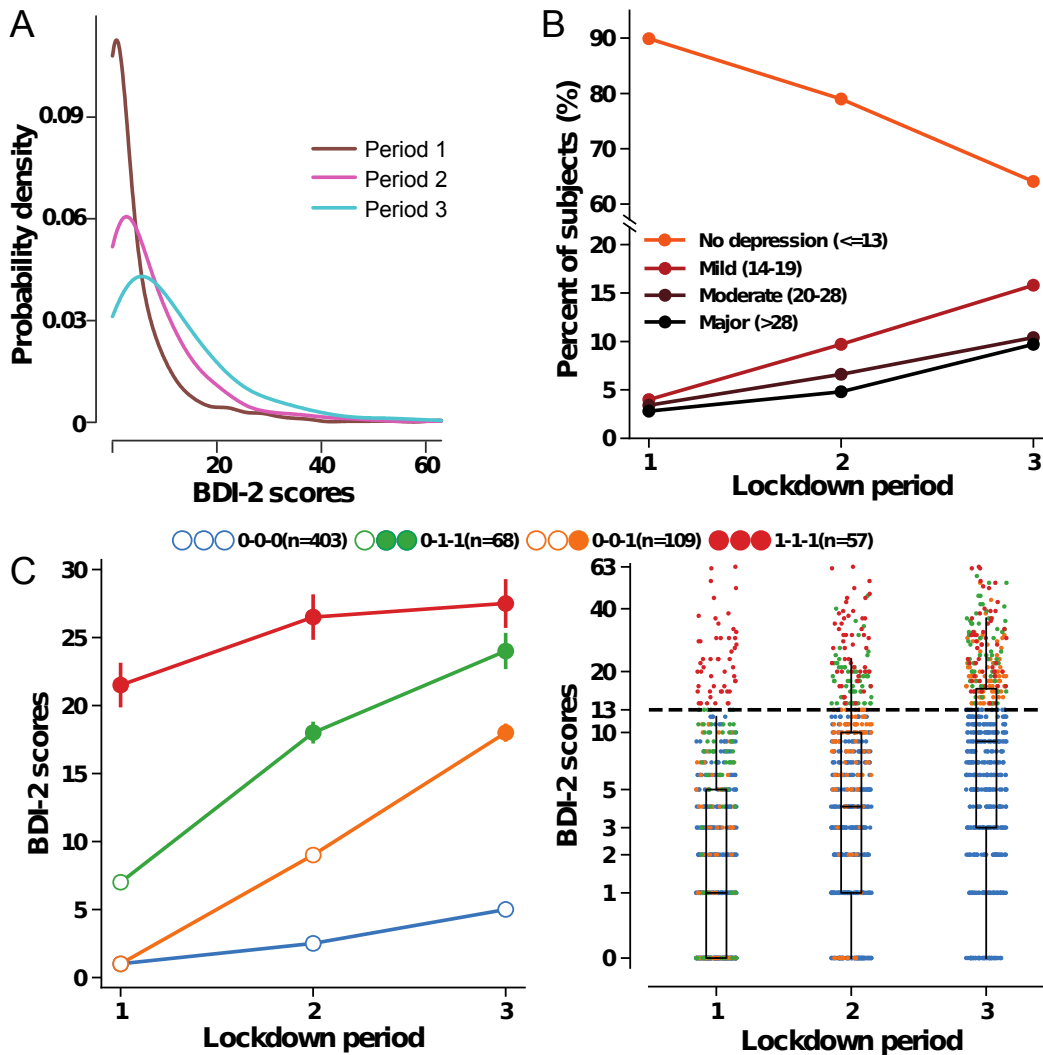 A
Probability density
0.09
0.06
0.03
0
Period 1
Period 2
Period 3
20
40
60
BDI-2 scores
B
Percent of subjects (%)
90
80
70
60
20
15
10
5
0
No depression (<=13)
Mild (14-19)
Moderate (20-28)
Major (>28)
1
2
3
Lockdown period
0-0-0(n=403)
0-1-1(n=68)
0-0-1(n=109)
1-1-1(n=57)
C
BDI-2 scores
30
25
20
15
10
5
0
1
2
3
Lockdown period
BDI-2 scores
63
40
20
13
10
5
3
2
1
0
1
2
3
Lockdown period